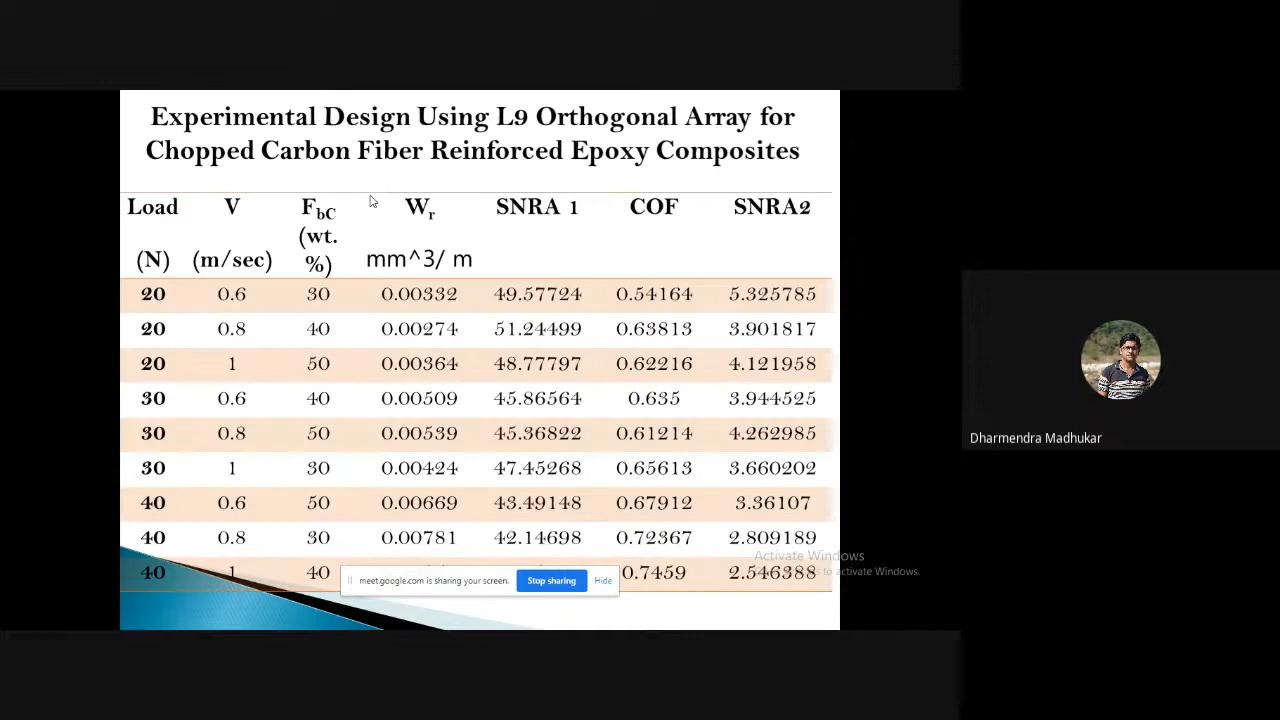 Experimental Design Using L9 Orthogonal Array for
Chopped Carbon Fiber Reinforced Epoxy Composites
Load V FbC Wr SNRA 1 COF SNRA2
(wt.
(N) (m/sec) %) mm^3/ m
20 0.6 30 0.00332 49.57724 0.54164 5.325785
20 0.8 40 0.00274 51.24499 0.63813 3.901817
20 1 50 0.00364 48.77797 0.62216 4.121958
30 0.6 40 0.00509 45.86564 0.635 3.944525
30 0.8 50 0.00539 45.36822 0.61214 4.262985
30 1 30 0.00424 47.45268 0.65613 3.660202
40 0.6 50 0.00669 43.49148 0.67912 3.36107
40 0.8 30 0.00781 42.14698 0.72367 2.809189
40 1 40 0.7459 2.546388
meet.google.com is sharing your screen. Stop sharing Hide
Activate Windows
to activate Windows.
Dharmendra Madhukar